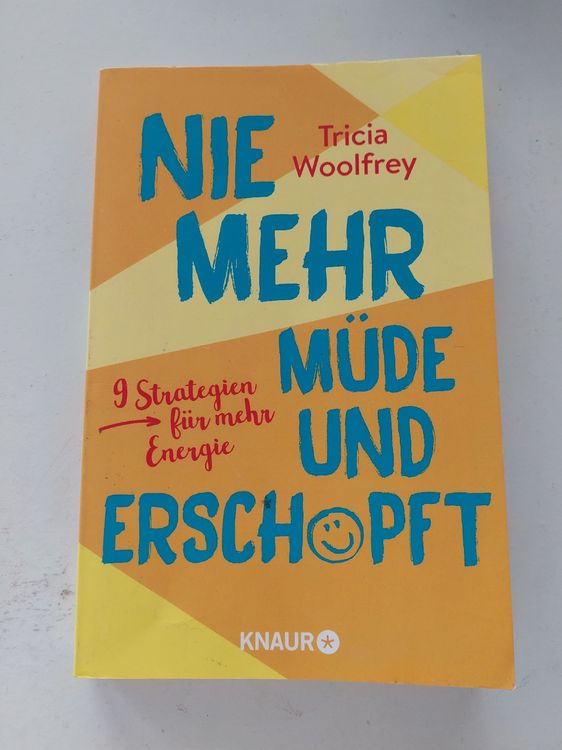 NIE
Tricia
Woolfrey
MEHR
MÜDE
9 Strategien
für mehr
Energie
UND
ERSCHÖPFT
KNAUR*